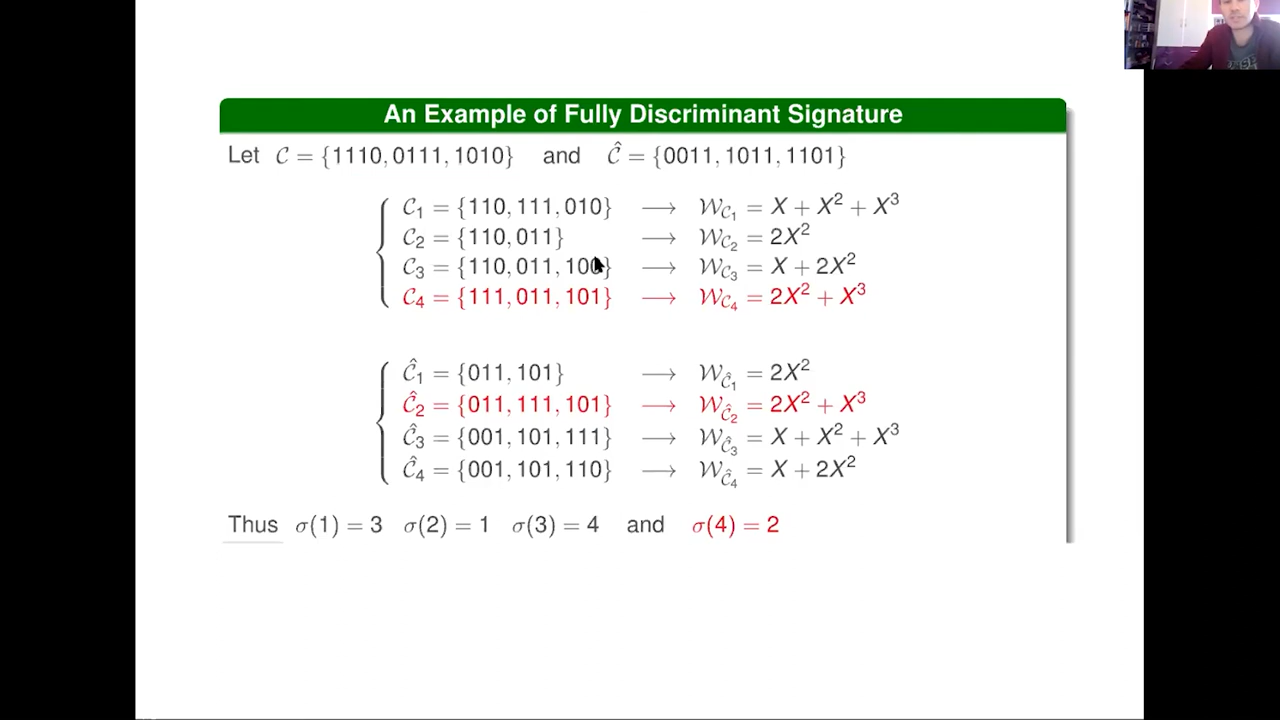 An Example of Fully Discriminant Signature
Let 𝒞 = {1110, 0111, 1010} and 𝒞̂ = {0011, 1011, 1101}
𝒞₁ = {110, 111, 010} ⟶ 𝒲_𝒞₁ = X + X² + X³
𝒞₂ = {110, 011} ⟶ 𝒲_𝒞₂ = 2X²
𝒞₃ = {110, 011, 100} ⟶ 𝒲_𝒞₃ = X + 2X²
𝒞₄ = {111, 011, 101} ⟶ 𝒲_𝒞₄ = 2X² + X³
𝒞̂₁ = {011, 101} ⟶ 𝒲_𝒞̂₁ = 2X²
𝒞̂₂ = {011, 111, 101} ⟶ 𝒲_𝒞̂₂ = 2X² + X³
𝒞̂₃ = {001, 101, 111} ⟶ 𝒲_𝒞̂₃ = X + X² + X³
𝒞̂₄ = {001, 101, 110} ⟶ 𝒲_𝒞̂₄ = X + 2X²
Thus σ(1) = 3 σ(2) = 1 σ(3) = 4 and σ(4) = 2